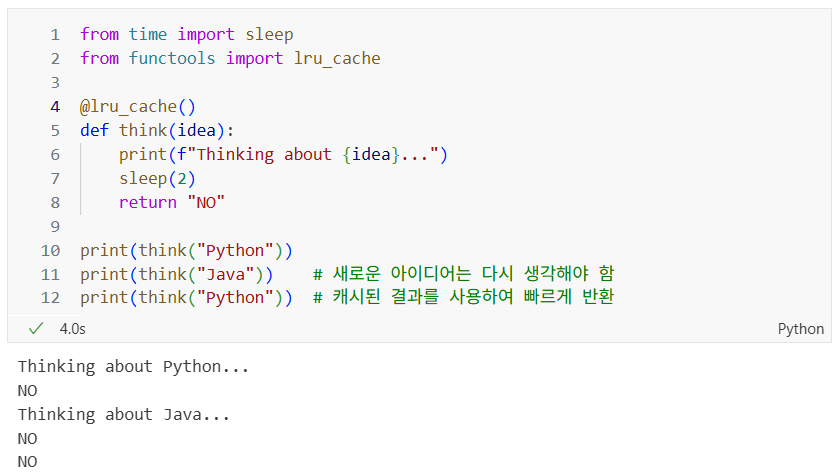 1 from time import sleep
2 from functools import lru_cache
3
4 @lru_cache()
5 def think(idea):
6     print(f"Thinking about {idea}...")
7     sleep(2)
8     return "NO"
9
10 print(think("Python"))
11 print(think("Java"))    # 새로운 아이디어는 다시 생각해야 함
12 print(think("Python"))  # 캐시된 결과를 사용하여 빠르게 반환
✓ 4.0s Python
Thinking about Python...
NO
Thinking about Java...
NO
NO